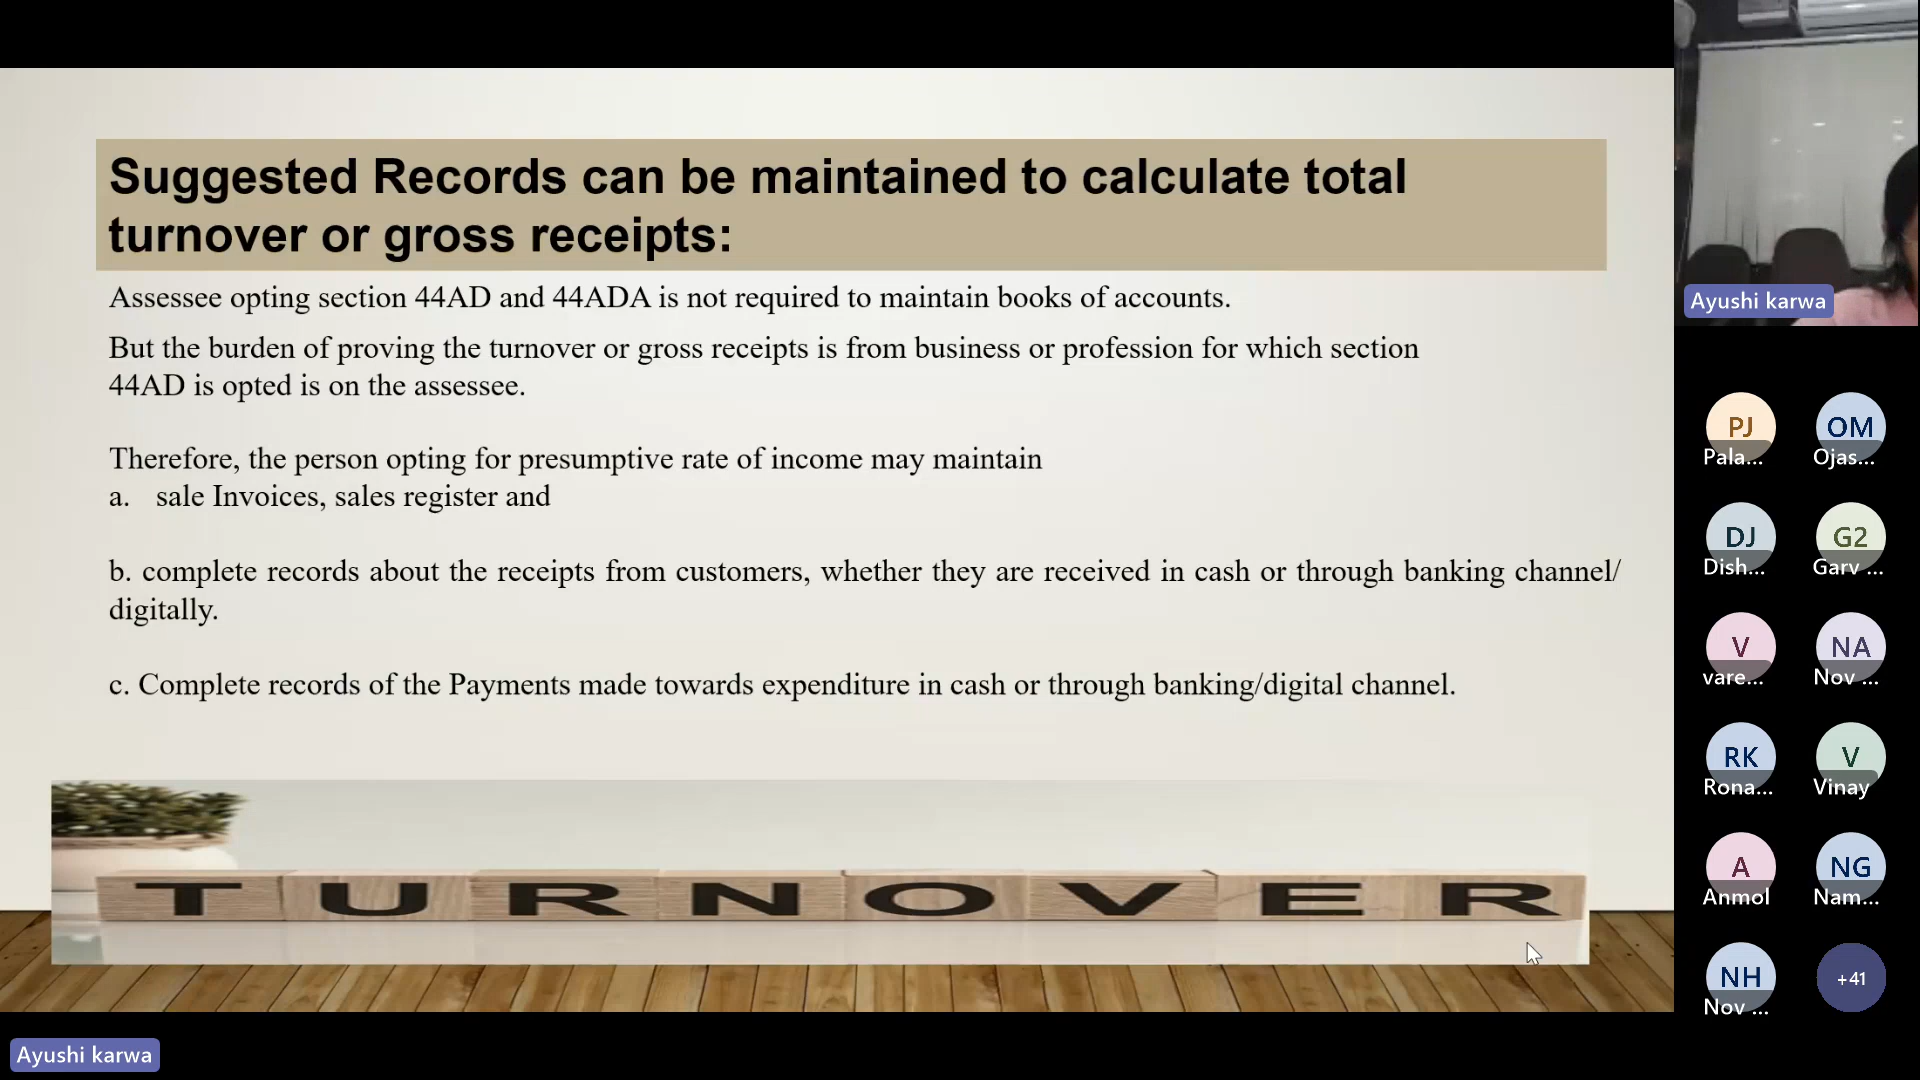 Suggested Records can be maintained to calculate total
turnover or gross receipts:
Assessee opting section 44AD and 44ADA is not required to maintain books of accounts.
But the burden of proving the turnover or gross receipts is from business or profession for which section
44AD is opted is on the assessee.
Therefore, the person opting for presumptive rate of income may maintain
a. sale Invoices, sales register and
b. complete records about the receipts from customers, whether they are received in cash or through banking channel/
digitally.
c. Complete records of the Payments made towards expenditure in cash or through banking/digital channel.
TURNOVER
Ayushi karwa
Ayushi karwa
PJ OM
Pala... Ojas...
DJ G2
Dish... Garv ...
V NA
vare... Nov ...
RK V
Rona... Vinay
A NG
Anmol Nam...
NH +41
Nov ...